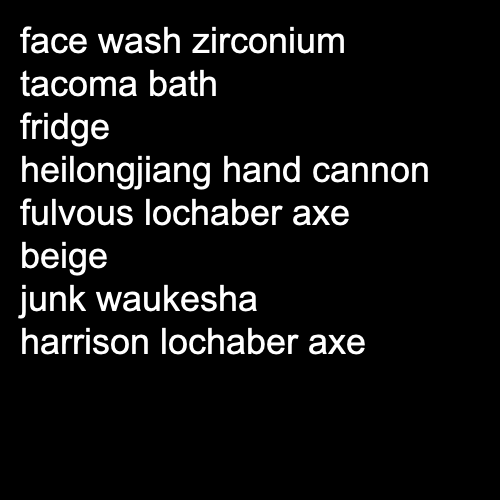 face wash zirconium
tacoma bath
fridge
heilongjiang hand cannon
fulvous lochaber axe
beige
junk waukesha
harrison lochaber axe